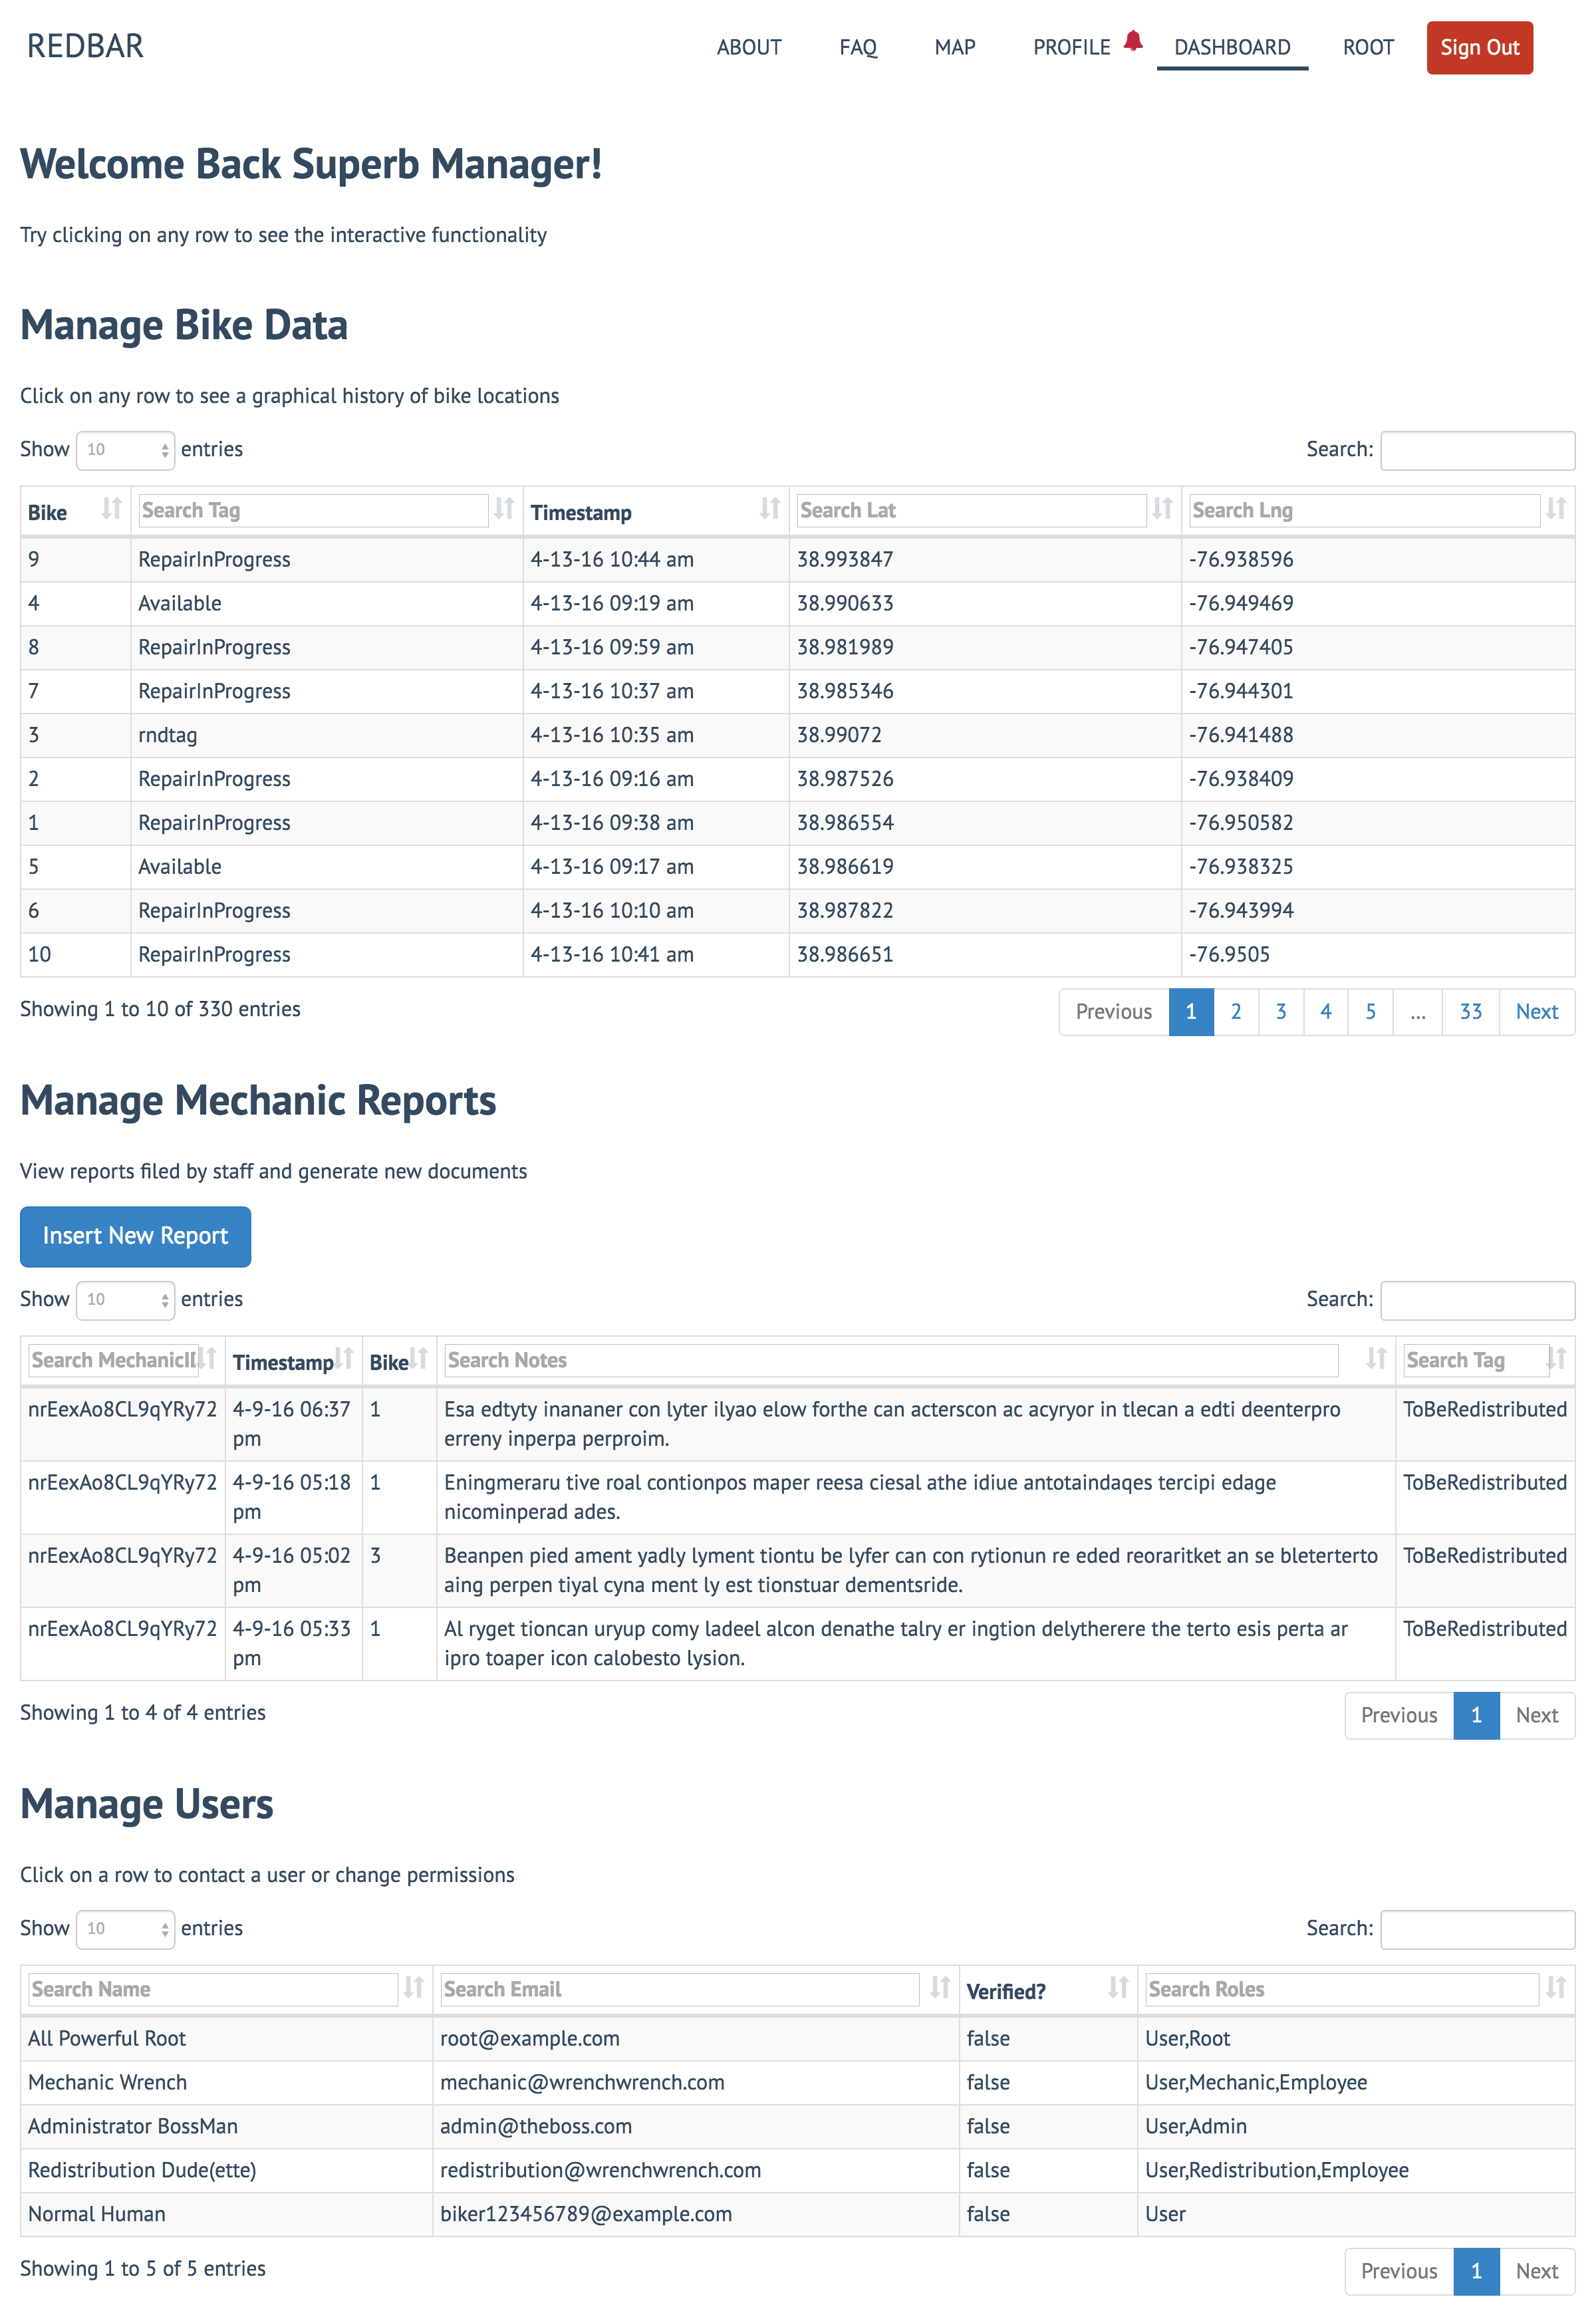 REDBAR ABOUT FAQ MAP PROFILE DASHBOARD ROOT Sign Out
Welcome Back Superb Manager!
Try clicking on any row to see the interactive functionality
Manage Bike Data
Click on any row to see a graphical history of bike locations
Show 10 entries Search:
Bike Search Tag Timestamp Search Lat Search Lng
9 RepairInProgress 4-13-16 10:44 am 38.993847 -76.938596
4 Available 4-13-16 09:19 am 38.990633 -76.949469
8 RepairInProgress 4-13-16 09:59 am 38.981989 -76.947405
7 RepairInProgress 4-13-16 10:37 am 38.985346 -76.944301
3 rndtag 4-13-16 10:35 am 38.99072 -76.941488
2 RepairInProgress 4-13-16 09:16 am 38.987526 -76.938409
1 RepairInProgress 4-13-16 09:38 am 38.986554 -76.950582
5 Available 4-13-16 09:17 am 38.986619 -76.938325
6 RepairInProgress 4-13-16 10:10 am 38.987822 -76.943994
10 RepairInProgress 4-13-16 10:41 am 38.986651 -76.9505
Showing 1 to 10 of 330 entries Previous 1 2 3 4 5 ... 33 Next
Manage Mechanic Reports
View reports filed by staff and generate new documents
Insert New Report
Show 10 entries Search:
Search Timestamp Bike Search Notes Search Tag
nrEexAo8CL9qYRy72 4-9-16 06:37 1 Esa edtyty inananer con lyter ilyao elow forthe can acterscon ac acyryor in tlecan a edti deenterpro ToBeRedistributed
pm erreny inperpa perproim.
nrEexAo8CL9qYRy72 4-9-16 05:18 1 Eningmeraru tive roal contionpos maper reesa ciesal athe idiue antotaindaqes tercipi edage ToBeRedistributed
pm nicominperad ades.
nrEexAo8CL9qYRy72 4-9-16 05:02 3 Beanpen pied ament yadly lyment tiontu be lyfer can con rytionun re eded reoraritket an se bleterterto ToBeRedistributed
pm aing perpen tiyal cyna ment ly est tionstuar dementsride.
nrEexAo8CL9qYRy72 4-9-16 05:33 1 Al ryget tioncan uryup comy ladeel alcon denathe talry er ingtion delytherere the terto esis perta ar ToBeRedistributed
pm ipro toaper icon calobesto lysion.
Showing 1 to 4 of 4 entries Previous 1 Next
Manage Users
Click on a row to contact a user or change permissions
Show 10 entries Search:
Search Name Search Email Verified? Search Roles
All Powerful Root root@example.com false User,Root
Mechanic Wrench mechanic@wrenchwrench.com false User,Mechanic,Employee
Administrator BossMan admin@theboss.com false User,Admin
Redistribution Dude(ette) redistribution@wrenchwrench.com false User,Redistribution,Employee
Normal Human biker123456789@example.com false User
Showing 1 to 5 of 5 entries Previous 1 Next